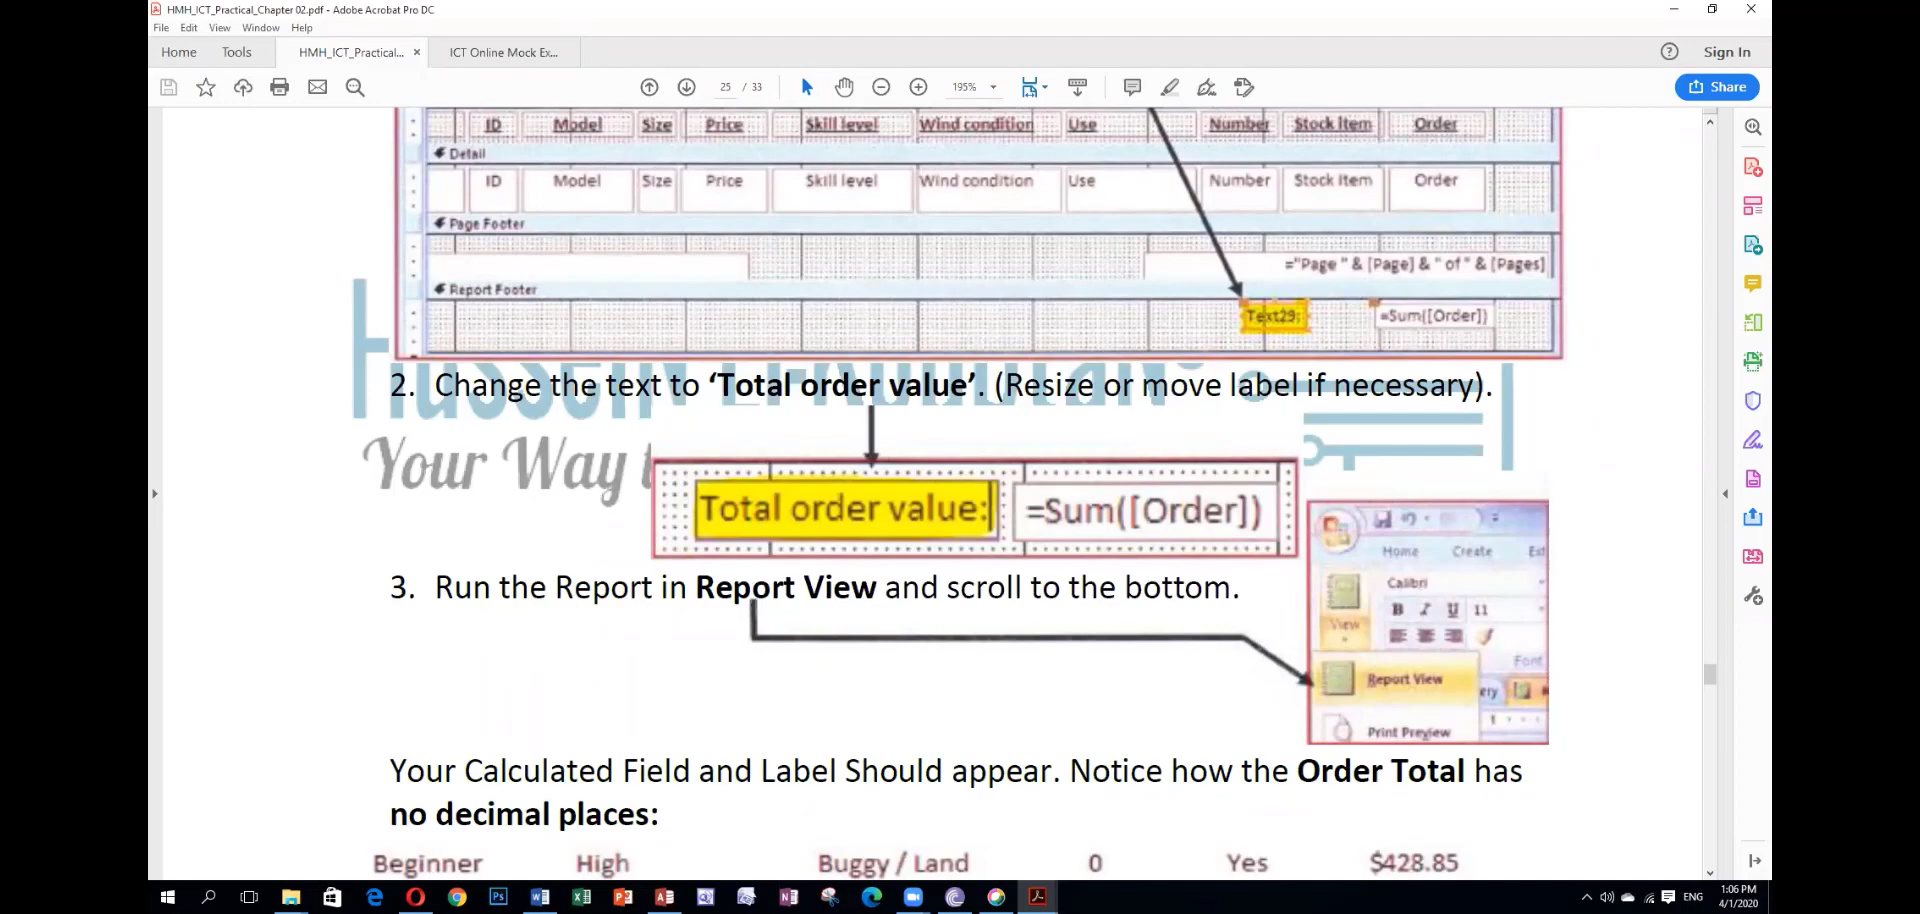 HMH_ICT_Practical_Chapter 02.pdf - Adobe Acrobat Pro DC
File Edit View Window Help
Home Tools HMH_ICT_Practical... × ICT Online Mock Ex... Sign In
25 / 33 195% Share
ID Model Size Price Skill level Wind condition Use Number Stock Item Order
Detail
ID Model Size Price Skill level Wind condition Use Number Stock Item Order
Page Footer
="Page " & [Page] & " of " & [Pages]
Report Footer
Text29: =Sum([Order])
2. Change the text to ‘Total order value’. (Resize or move label if necessary).
Your Way
Total order value: =Sum([Order])
Home Create
Calibri
B I U 11
View
Font
3. Run the Report in Report View and scroll to the bottom.
Report View
Print Preview
Your Calculated Field and Label Should appear. Notice how the Order Total has
no decimal places:
Beginner High Buggy / Land 0 Yes $428.85
ENG 1:06 PM
4/1/2020